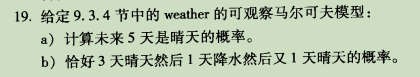 19. 给定9.3.4节中的 weather 的可观察马尔可夫模型：
a）计算未来5天是晴天的概率。
b）恰好3天晴天然后1天降水然后又1天晴天的概率。